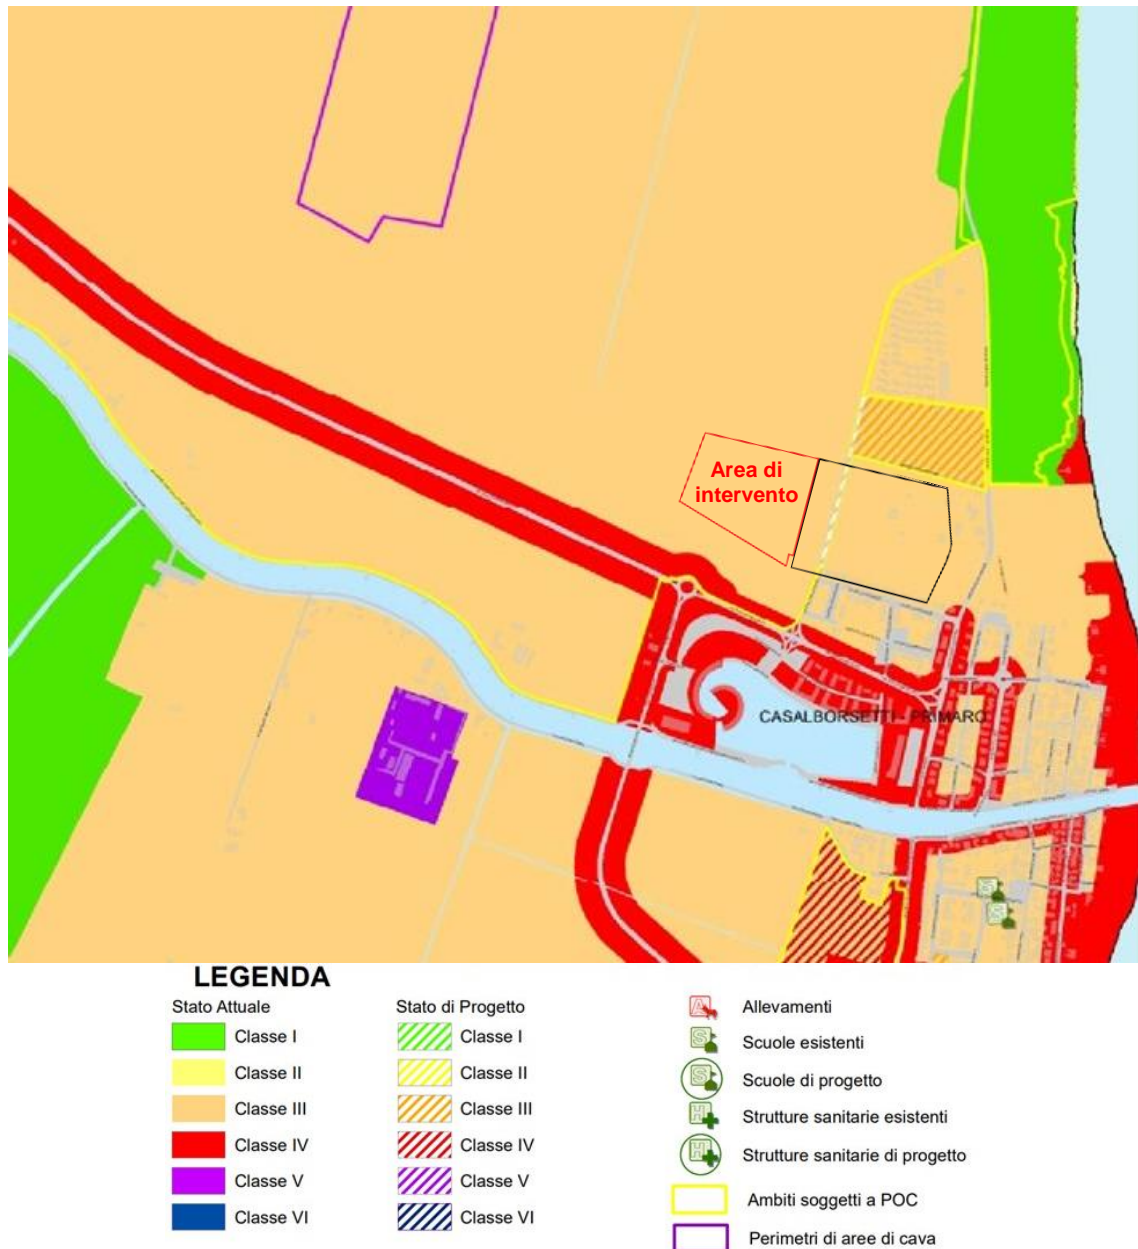 Area di
intervento
CASALBORSETTI - PRIMARO
LEGENDA
Stato Attuale
Classe I
Classe II
Classe III
Classe IV
Classe V
Classe VI
Stato di Progetto
Classe I
Classe II
Classe III
Classe IV
Classe V
Classe VI
A
Allevamenti
S
Scuole esistenti
S
Scuole di progetto
H
Strutture sanitarie esistenti
H
Strutture sanitarie di progetto
Ambiti soggetti a POC
Perimetri di aree di cava